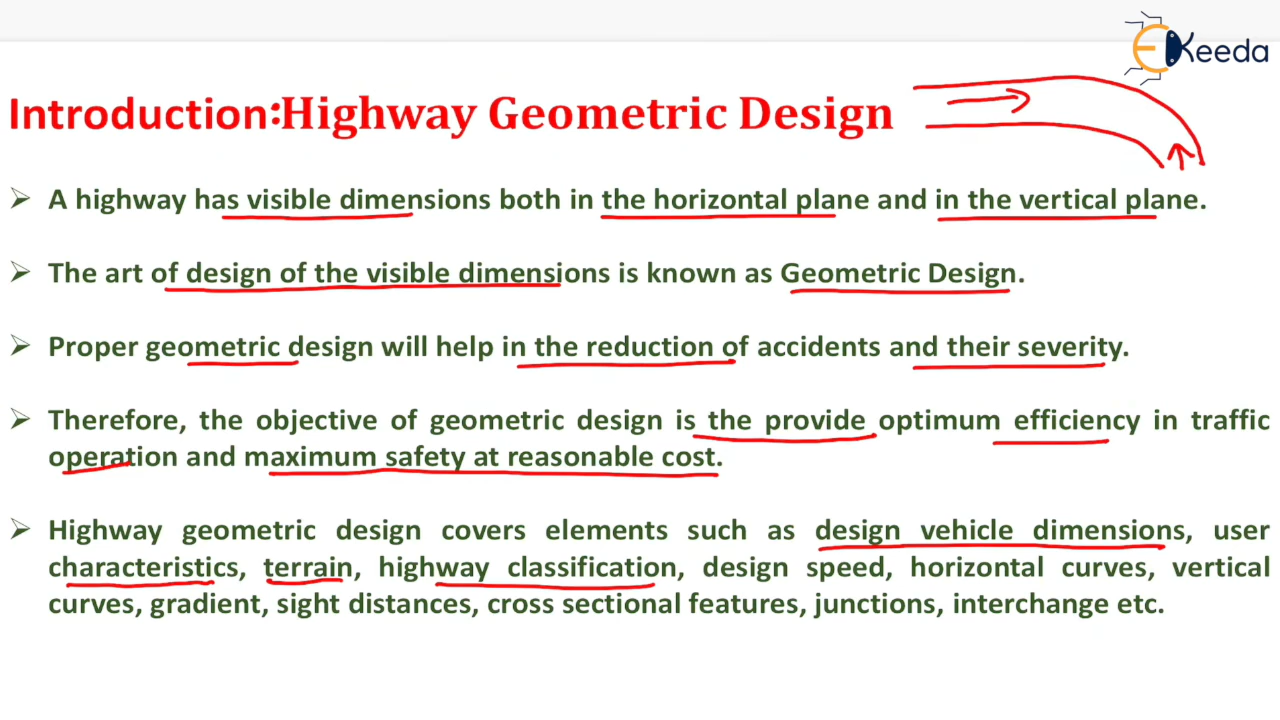 EKeeda
Introduction:Highway Geometric Design
➢ A highway has visible dimensions both in the horizontal plane and in the vertical plane.
➢ The art of design of the visible dimensions is known as Geometric Design.
➢ Proper geometric design will help in the reduction of accidents and their severity.
➢ Therefore, the objective of geometric design is the provide optimum efficiency in traffic
operation and maximum safety at reasonable cost.
➢ Highway geometric design covers elements such as design vehicle dimensions, user
characteristics, terrain, highway classification, design speed, horizontal curves, vertical
curves, gradient, sight distances, cross sectional features, junctions, interchange etc.